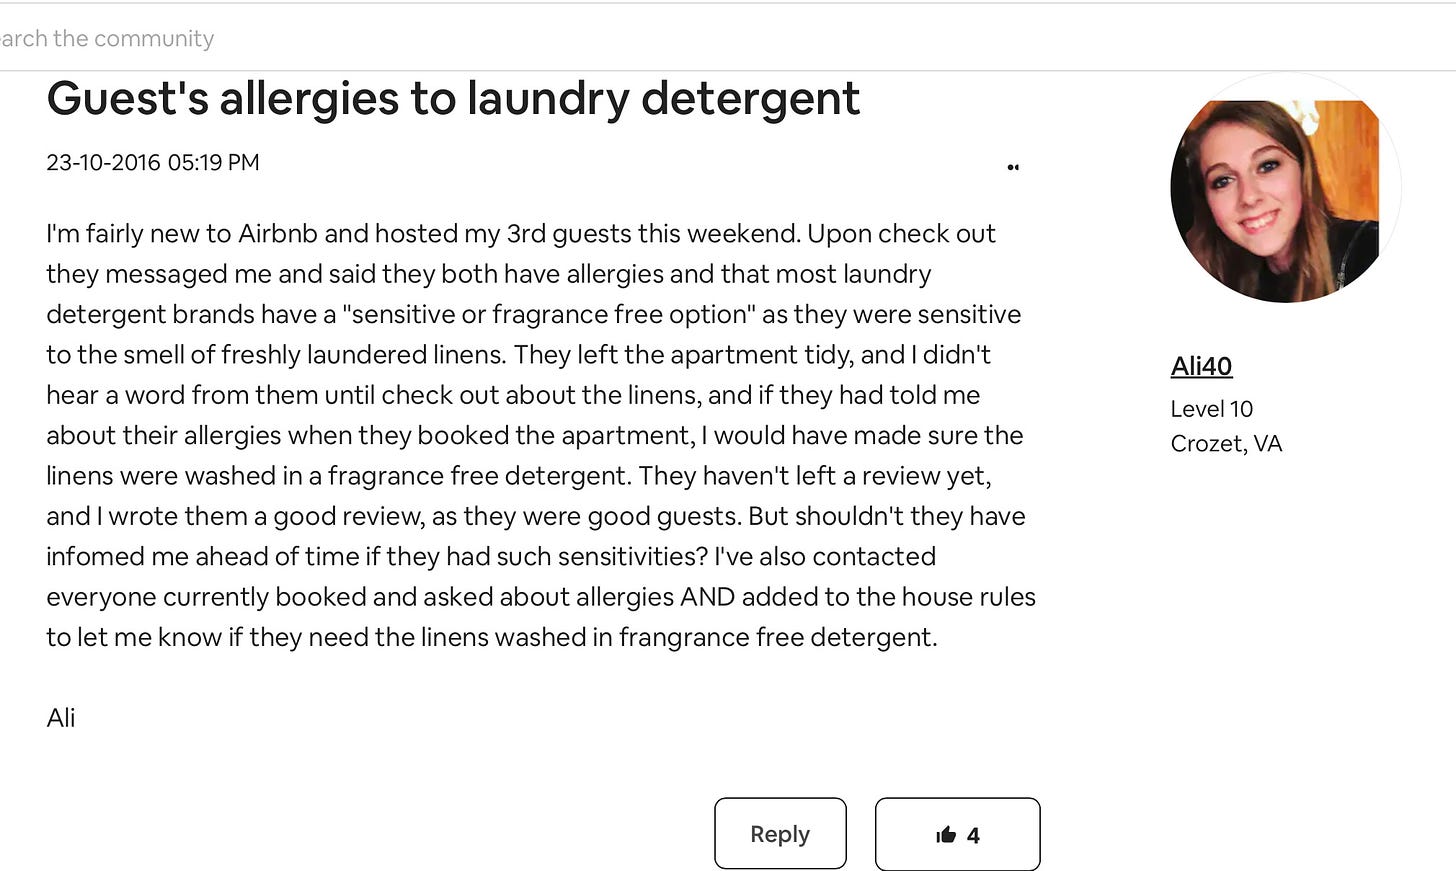 arch the community
Guest's allergies to laundry detergent
23-10-2016 05:19 PM
I'm fairly new to Airbnb and hosted my 3rd guests this weekend. Upon check out
they messaged me and said they both have allergies and that most laundry
detergent brands have a "sensitive or fragrance free option" as they were sensitive
to the smell of freshly laundered linens. They left the apartment tidy, and I didn't
hear a word from them until check out about the linens, and if they had told me
about their allergies when they booked the apartment, I would have made sure the
linens were washed in a fragrance free detergent. They haven't left a review yet,
and I wrote them a good review, as they were good guests. But shouldn't they have
infomed me ahead of time if they had such sensitivities? I've also contacted
everyone currently booked and asked about allergies AND added to the house rules
to let me know if they need the linens washed in frangrance free detergent.
Ali
Reply
4
Ali40
Level 10
Crozet, VA